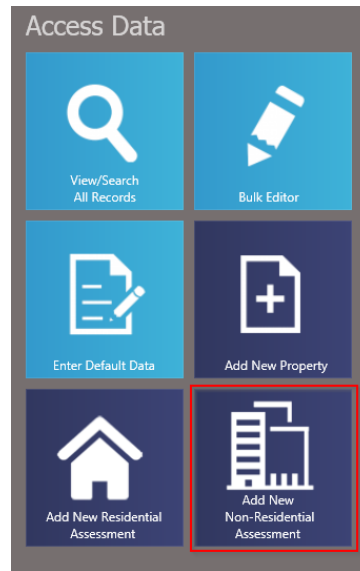 Access Data
View/Search
All Records
Bulk Editor
Enter Default Data
Add New Property
Add New Residential
Assessment
Add New
Non-Residential
Assessment